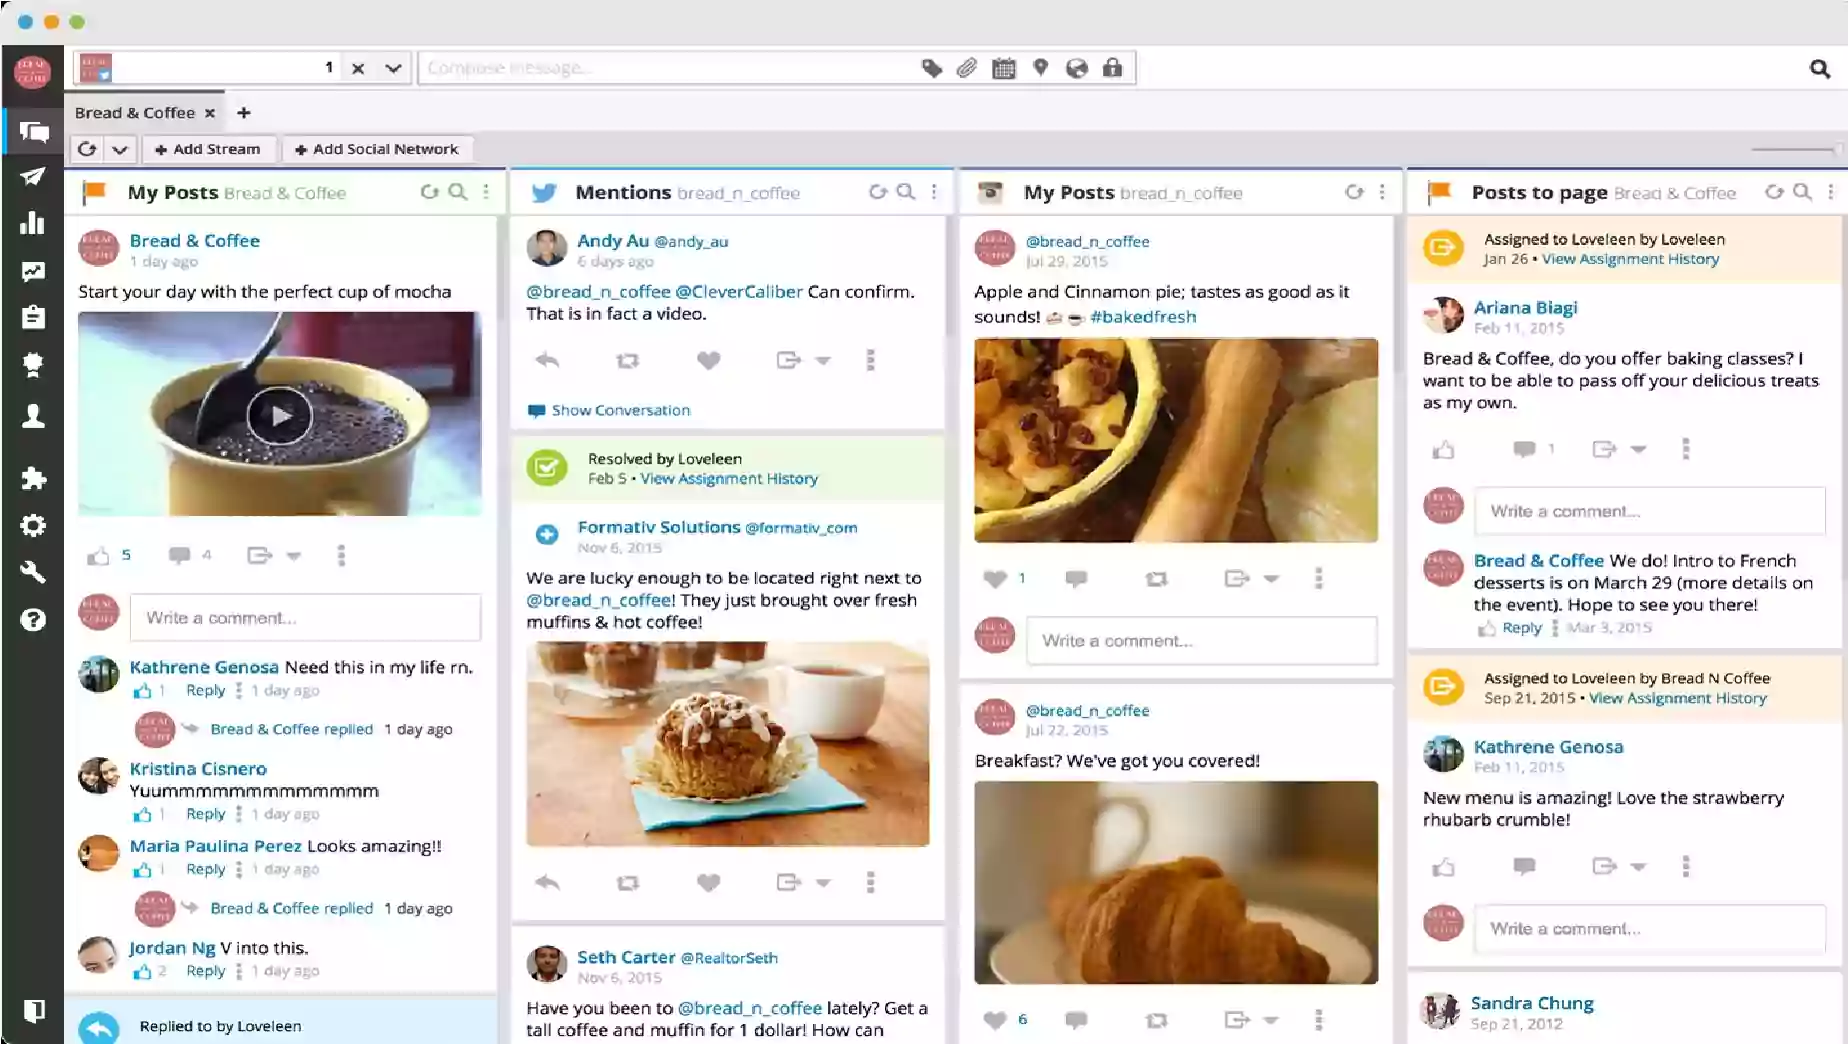 1
Compose message...
Bread & Coffee
Add Stream
Add Social Network
My Posts Bread & Coffee
Bread & Coffee
1 day ago
Start your day with the perfect cup of mocha
5
4
Write a comment...
Kathrene Genosa Need this in my life rn.
1 Reply 1 day ago
Bread & Coffee replied 1 day ago
Kristina Cisnero
Yuummmmmmmmmmmmm
1 Reply 1 day ago
Maria Paulina Perez Looks amazing!!
1 Reply 1 day ago
Bread & Coffee replied 1 day ago
Jordan Ng V into this.
2 Reply 1 day ago
Replied to by Loveleen
Mentions bread_n_coffee
Andy Au @andy_au
6 days ago
@bread_n_coffee @CleverCaliber Can confirm.
That is in fact a video.
Show Conversation
Resolved by Loveleen
Feb 5 • View Assignment History
Formativ Solutions @formativ_com
Nov 6, 2015
We are lucky enough to be located right next to
@bread_n_coffee! They just brought over fresh
muffins & hot coffee!
Seth Carter @RealtorSeth
Nov 6, 2015
Have you been to @bread_n_coffee lately? Get a
tall coffee and muffin for 1 dollar! How can
My Posts bread_n_coffee
@bread_n_coffee
Jul 29, 2015
Apple and Cinnamon pie; tastes as good as it
sounds! 🍰 ☕ #bakedfresh
1
Write a comment...
@bread_n_coffee
Jul 22, 2015
Breakfast? We've got you covered!
6
Posts to page Bread & Coffee
Assigned to Loveleen by Loveleen
Jan 26 • View Assignment History
Ariana Biagi
Feb 11, 2015
Bread & Coffee, do you offer baking classes? I
want to be able to pass off your delicious treats
as my own.
1
Write a comment...
Bread & Coffee We do! Intro to French
desserts is on March 29 (more details on
the event). Hope to see you there!
Reply Mar 3, 2015
Assigned to Loveleen by Bread N Coffee
Sep 21, 2015 • View Assignment History
Kathrene Genosa
Feb 11, 2015
New menu is amazing! Love the strawberry
rhubarb crumble!
Write a comment...
Sandra Chung
Sep 21, 2012